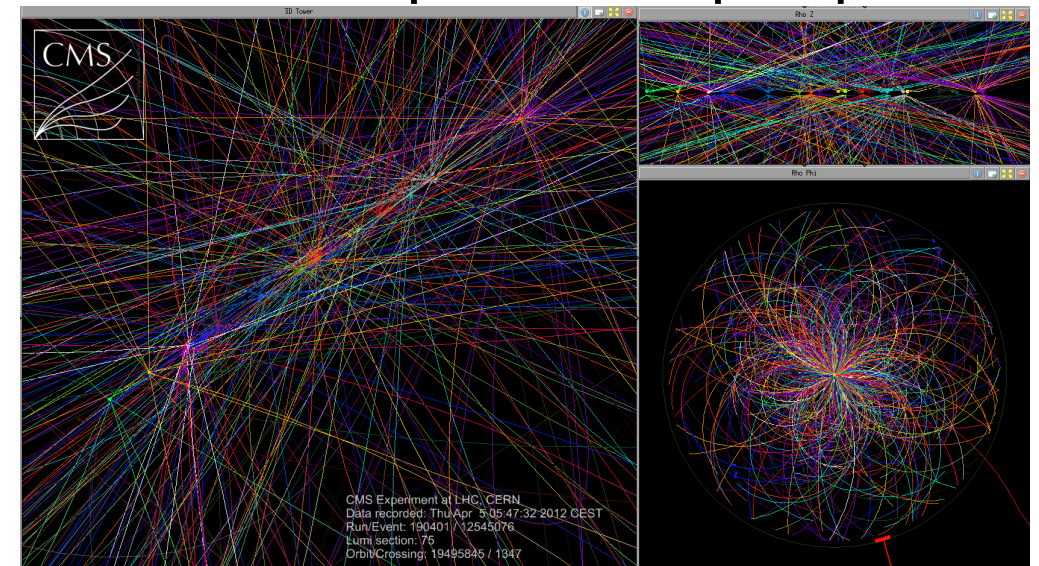 3D Tower
CMS
CMS Experiment at LHC, CERN
Data recorded: Thu Apr 5 05:47:32 2012 CEST
Run/Event: 190401 / 12545076
Lumi section: 75
Orbit/Crossing: 19495845 / 1347
Rho Z
Rho Phi